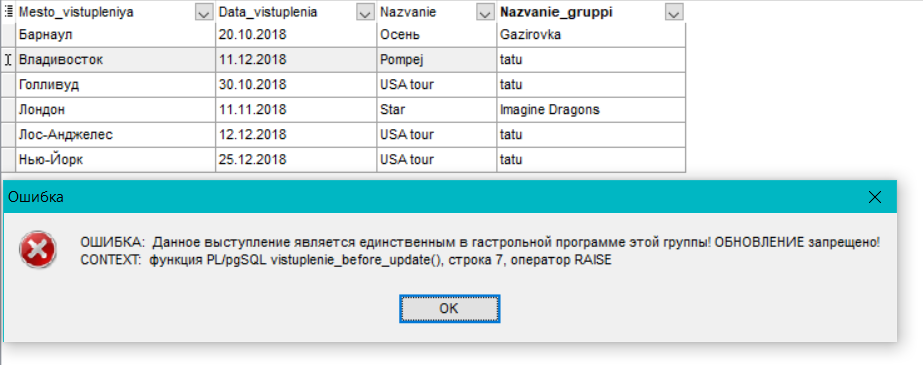 Mesto_vistupleniya Data_vistuplenia Nazvanie Nazvanie_gruppi
Барнаул 20.10.2018 Осень Gazirovka
Владивосток 11.12.2018 Pompej tatu
Голливуд 30.10.2018 USA tour tatu
Лондон 11.11.2018 Star Imagine Dragons
Лос-Анджелес 12.12.2018 USA tour tatu
Нью-Йорк 25.12.2018 USA tour tatu
Ошибка
ОШИБКА: Данное выступление является единственным в гастрольной программе этой группы! ОБНОВЛЕНИЕ запрещено!
CONTEXT: функция PL/pgSQL vistuplenie_before_update(), строка 7, оператор RAISE
OK